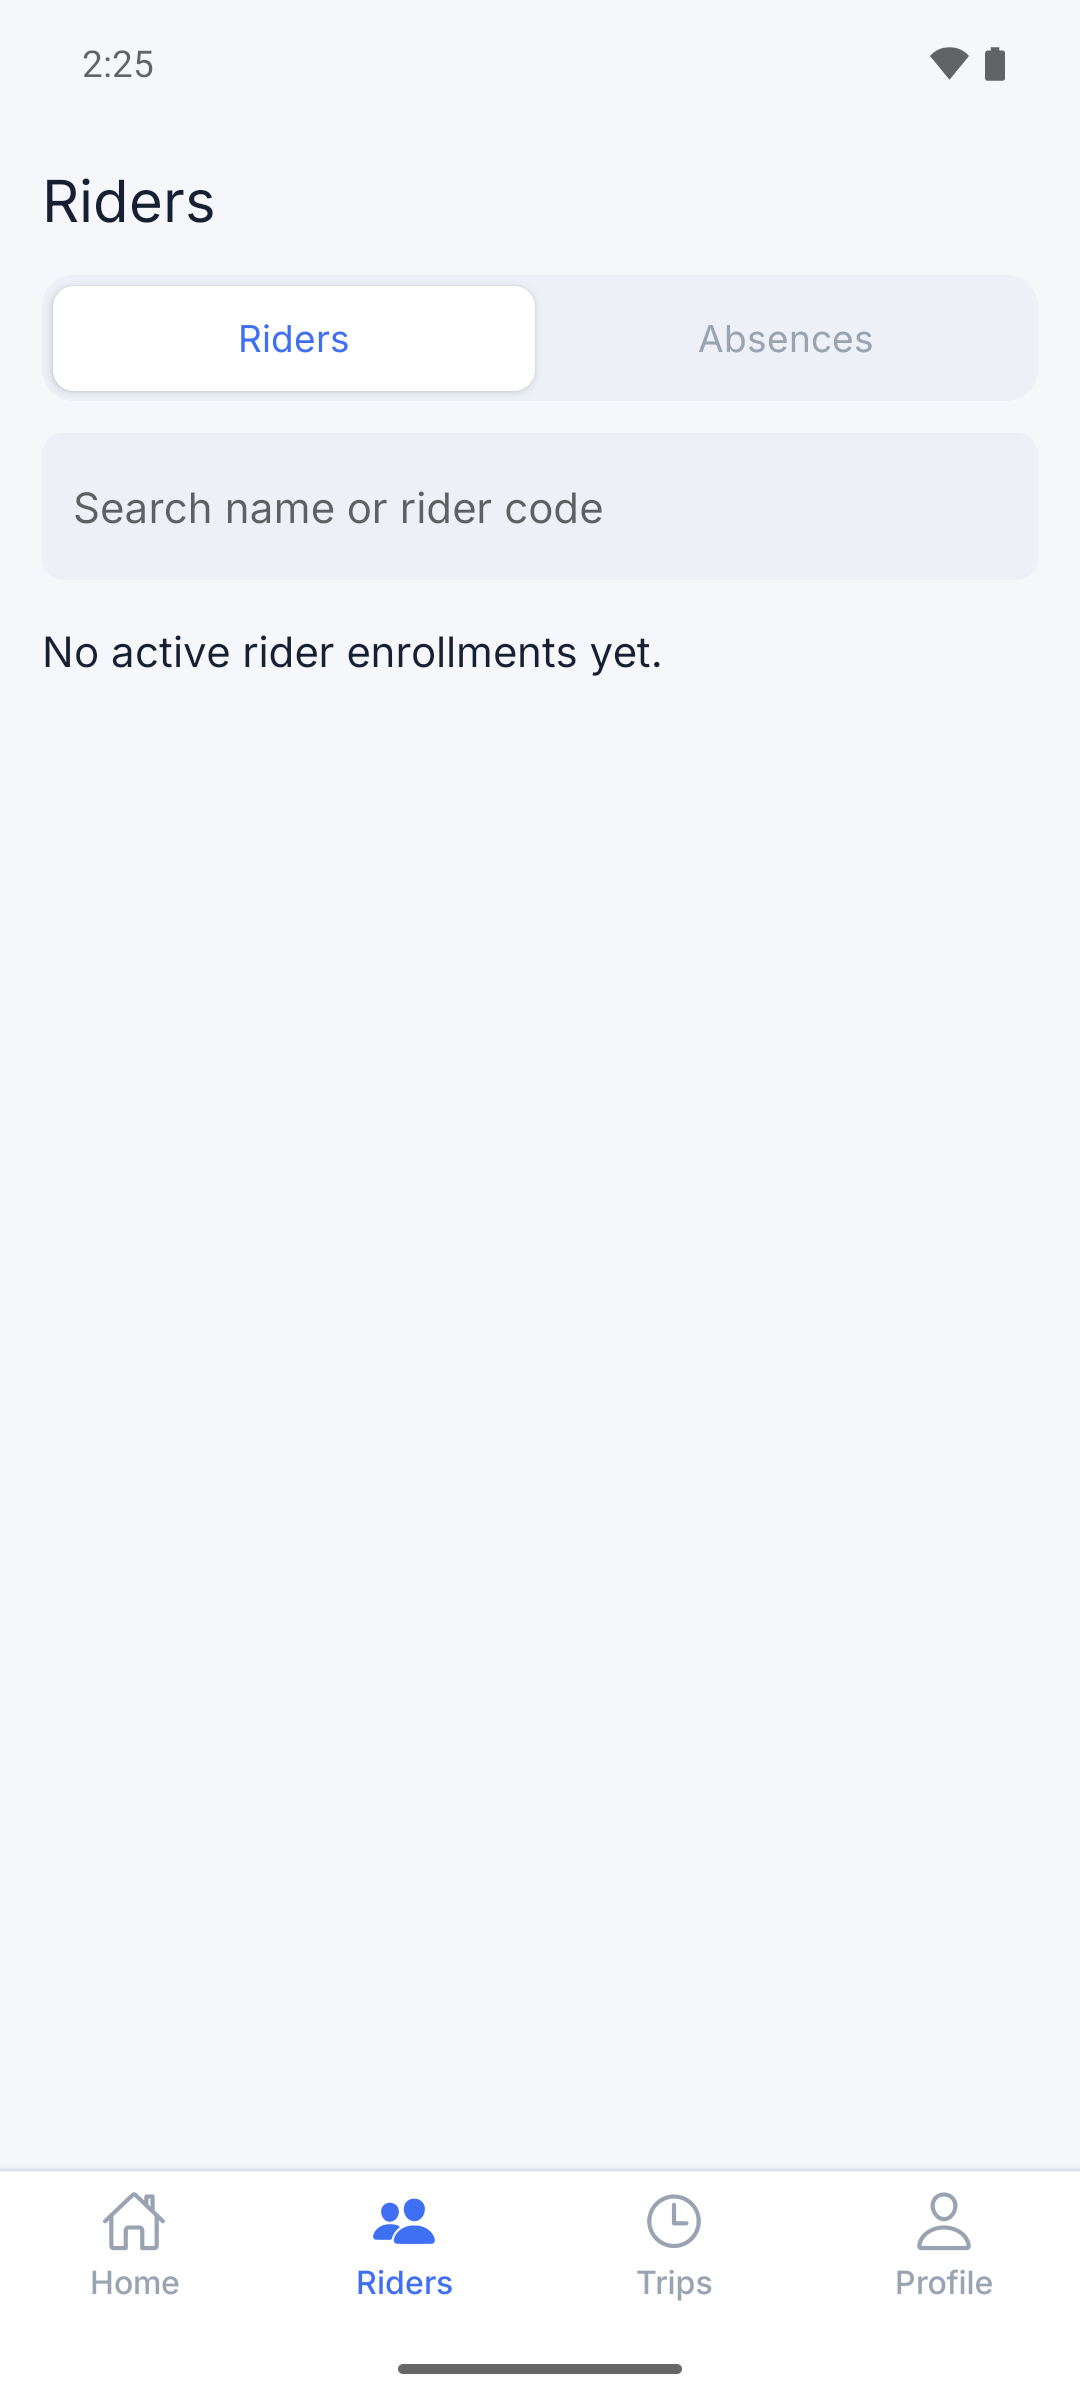 2:25
Riders
Riders
Absences
Search name or rider code
No active rider enrollments yet.
Home
Riders
Trips
Profile